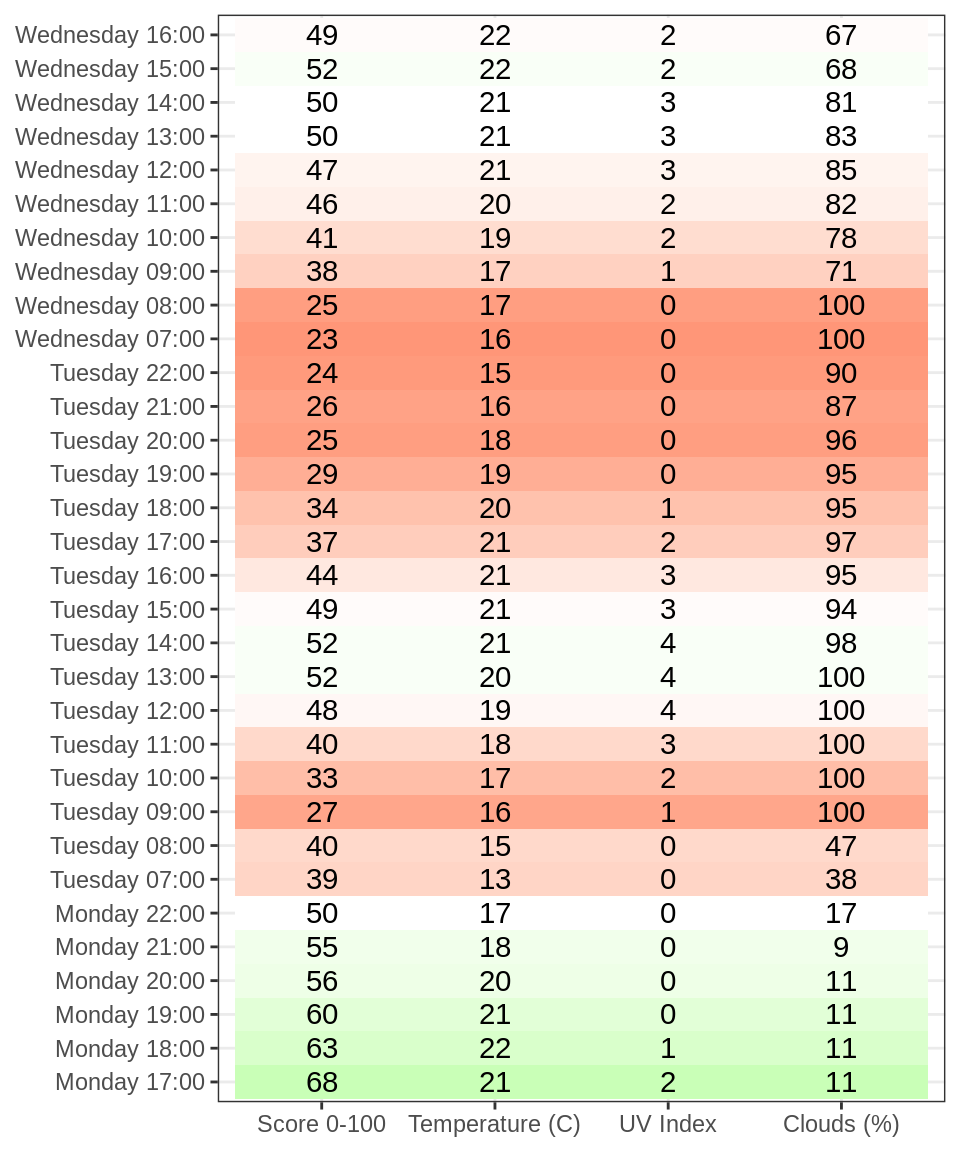 Wednesday 16:00 49 22 2 67
Wednesday 15:00 52 22 2 68
Wednesday 14:00 50 21 3 81
Wednesday 13:00 50 21 3 83
Wednesday 12:00 47 21 3 85
Wednesday 11:00 46 20 2 82
Wednesday 10:00 41 19 2 78
Wednesday 09:00 38 17 1 71
Wednesday 08:00 25 17 0 100
Wednesday 07:00 23 16 0 100
Tuesday 22:00 24 15 0 90
Tuesday 21:00 26 16 0 87
Tuesday 20:00 25 18 0 96
Tuesday 19:00 29 19 0 95
Tuesday 18:00 34 20 1 95
Tuesday 17:00 37 21 2 97
Tuesday 16:00 44 21 3 95
Tuesday 15:00 49 21 3 94
Tuesday 14:00 52 21 4 98
Tuesday 13:00 52 20 4 100
Tuesday 12:00 48 19 4 100
Tuesday 11:00 40 18 3 100
Tuesday 10:00 33 17 2 100
Tuesday 09:00 27 16 1 100
Tuesday 08:00 40 15 0 47
Tuesday 07:00 39 13 0 38
Monday 22:00 50 17 0 17
Monday 21:00 55 18 0 9
Monday 20:00 56 20 0 11
Monday 19:00 60 21 0 11
Monday 18:00 63 22 1 11
Monday 17:00 68 21 2 11
Score 0-100 Temperature (C) UV Index Clouds (%)